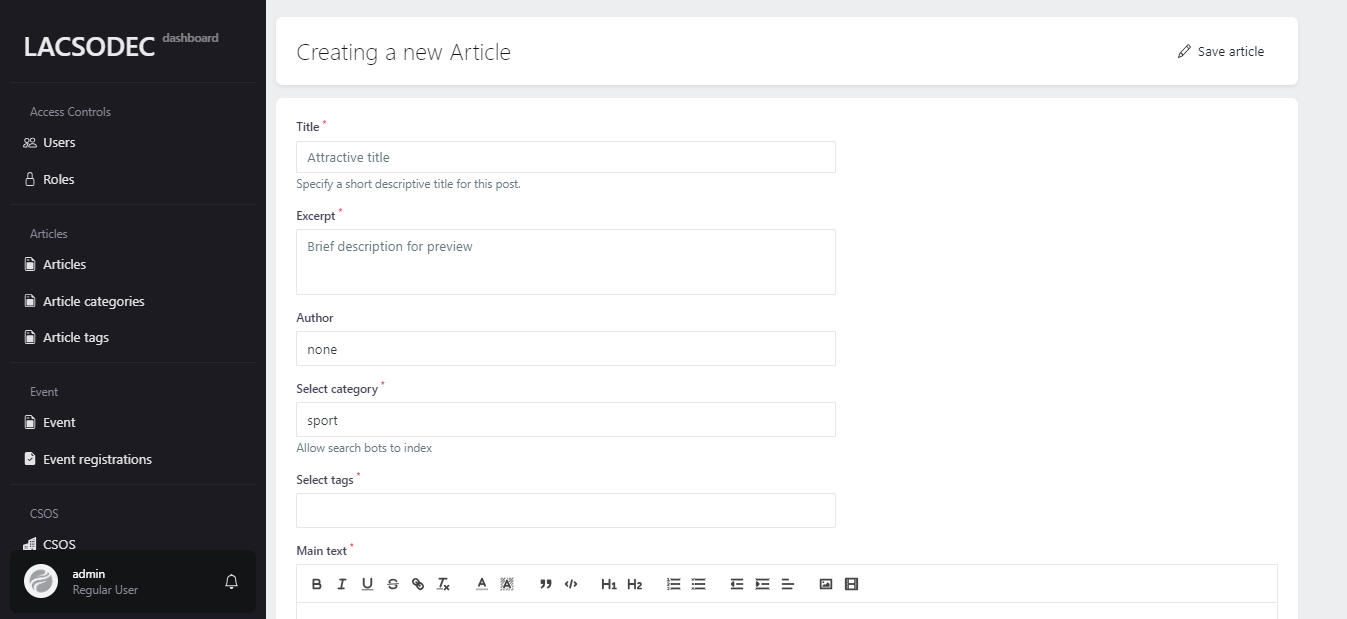 LACSODEC dashboard
Access Controls
Users
Roles
Articles
Articles
Article categories
Article tags
Event
Event
Event registrations
CSOS
CSOS
admin
Regular User
Creating a new Article
Save article
Title *
Attractive title
Specify a short descriptive title for this post.
Excerpt *
Brief description for preview
Author
none
Select category *
sport
Allow search bots to index
Select tags *
Main text *
B I U S Tx A A H1 H2